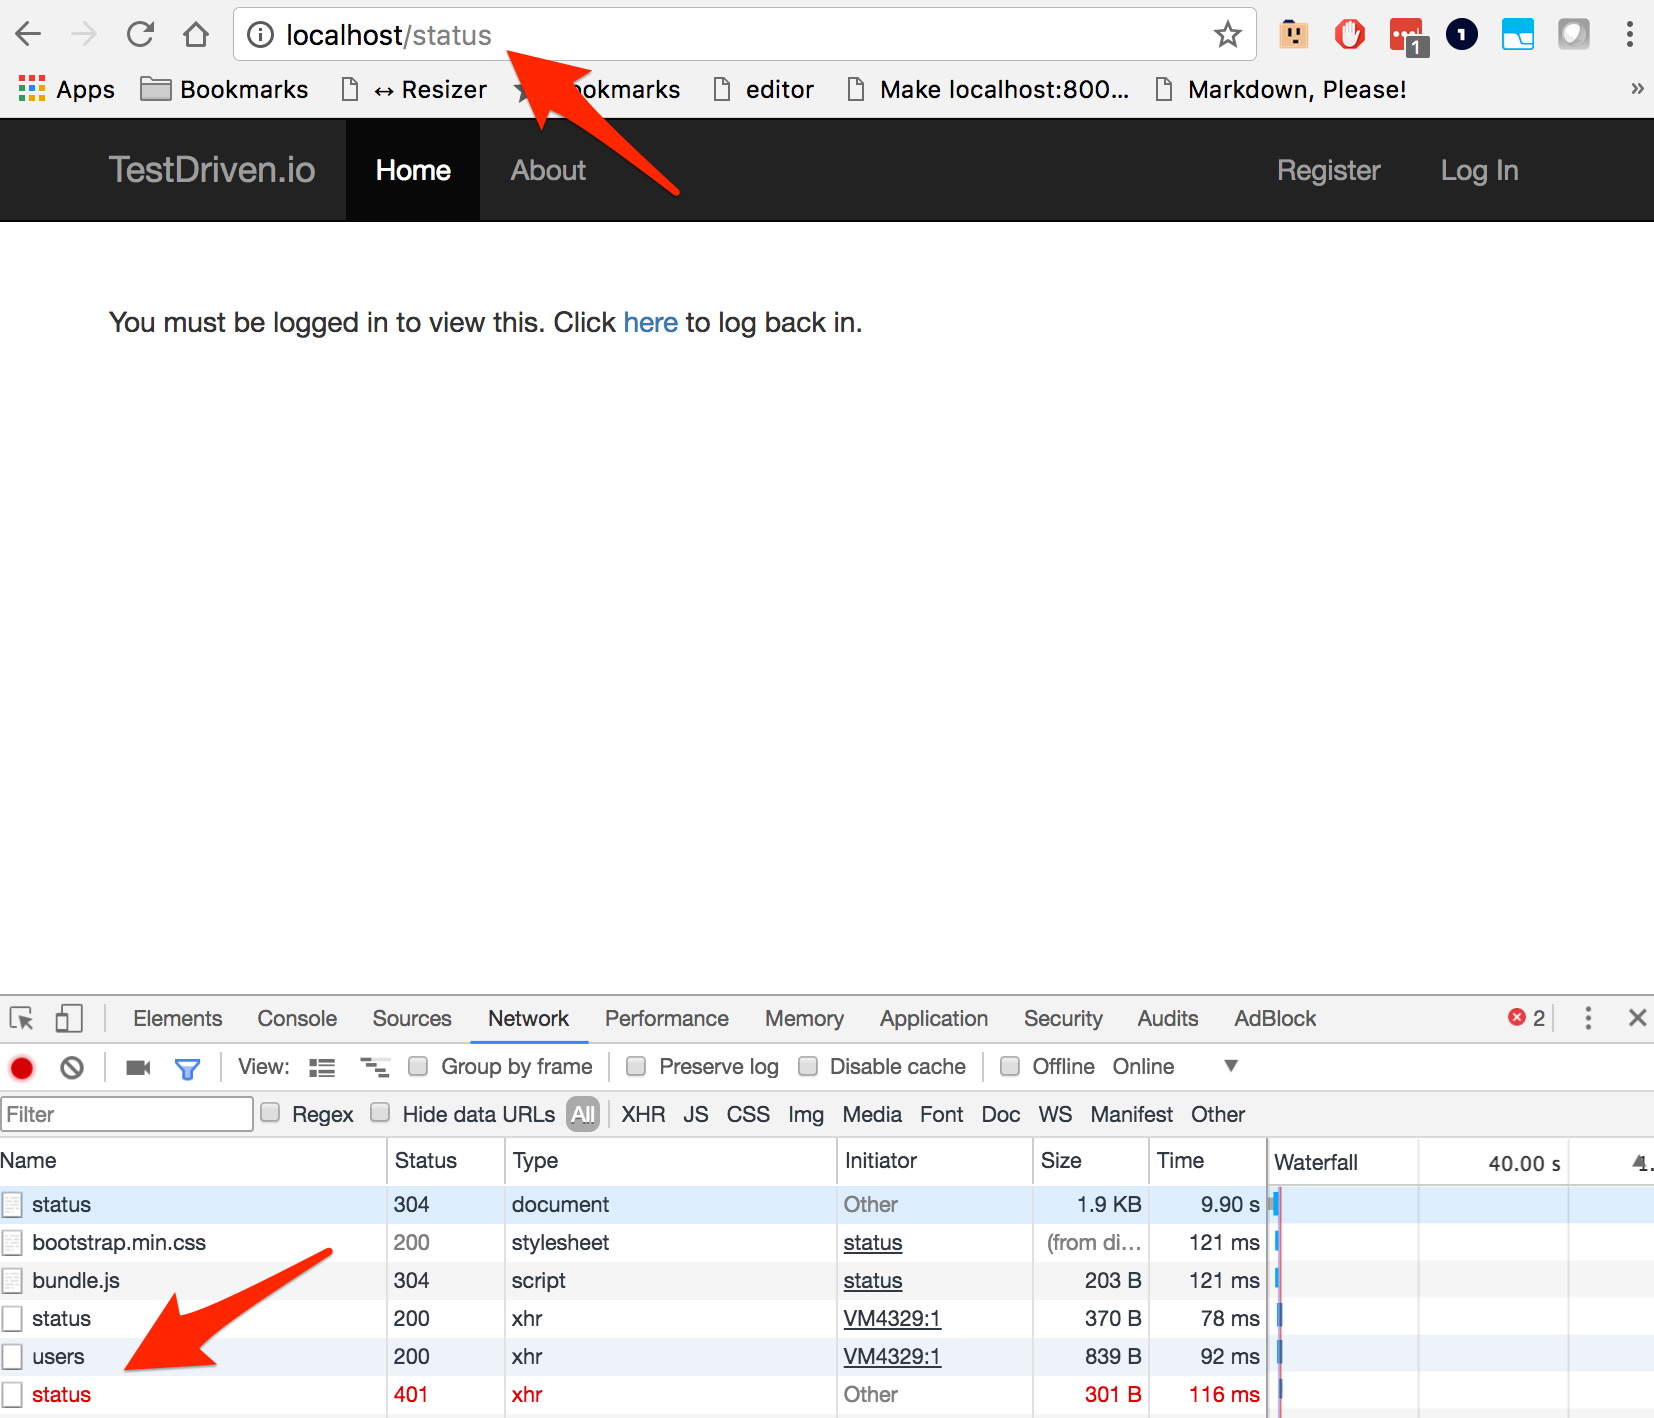 localhost/status
1
1
Apps Bookmarks ↔ Resizer ookmarks editor Make localhost:800... Markdown, Please! »
TestDriven.io Home About Register Log In
You must be logged in to view this. Click here to log back in.
Elements Console Sources Network Performance Memory Application Security Audits AdBlock 2
View: Group by frame Preserve log Disable cache Offline Online
Filter Regex Hide data URLs All XHR JS CSS Img Media Font Doc WS Manifest Other
Name Status Type Initiator Size Time Waterfall 40.00 s 1.
status 304 document Other 1.9 KB 9.90 s
bootstrap.min.css 200 stylesheet status (from di... 121 ms
bundle.js 304 script status 203 B 121 ms
status 200 xhr VM4329:1 370 B 78 ms
users 200 xhr VM4329:1 839 B 92 ms
status 401 xhr Other 301 B 116 ms